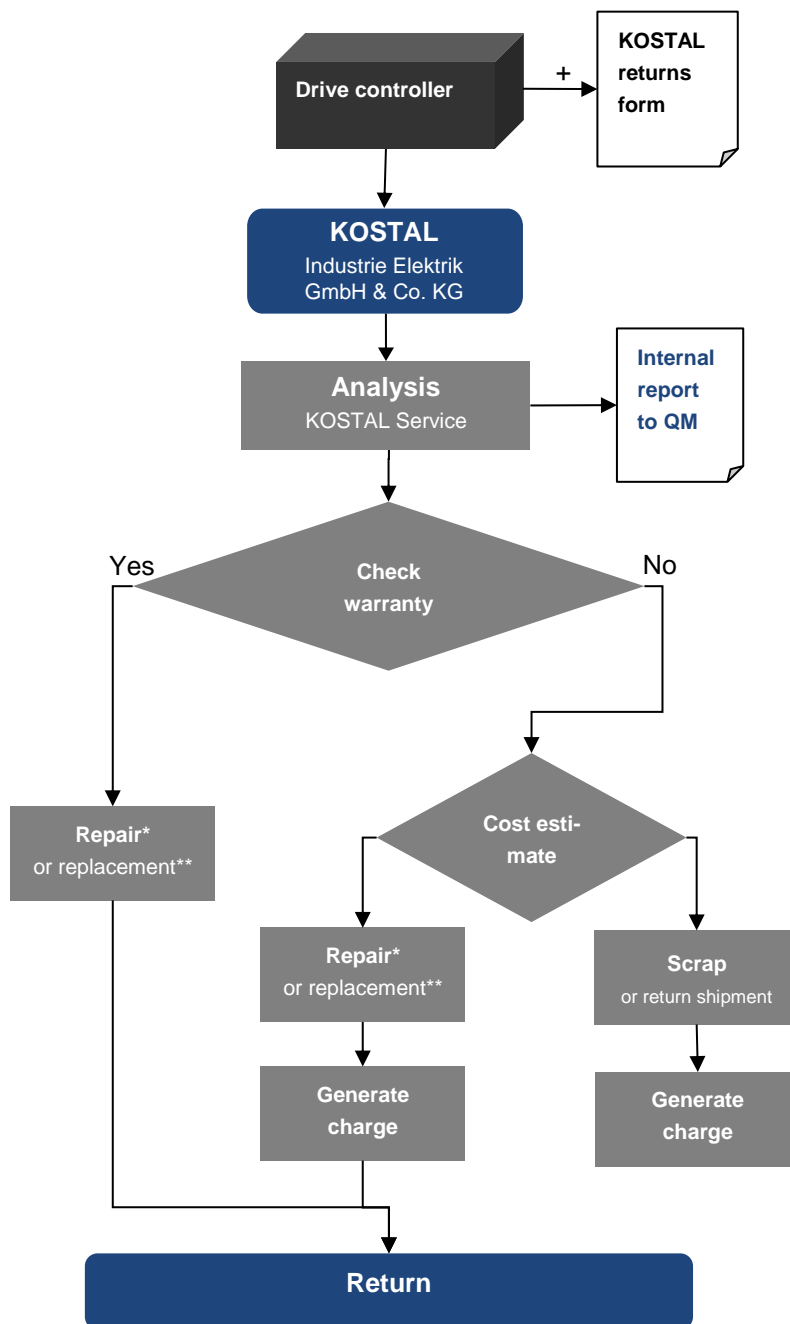 Drive controller
+
KOSTAL
returns
form
KOSTAL
Industrie Elektrik
GmbH & Co. KG
Analysis
KOSTAL Service
Internal
report
to QM
Yes
No
Check
warranty
Repair*
or replacement**
Cost esti-
mate
Repair*
or replacement**
Scrap
or return shipment
Generate
charge
Generate
charge
Return